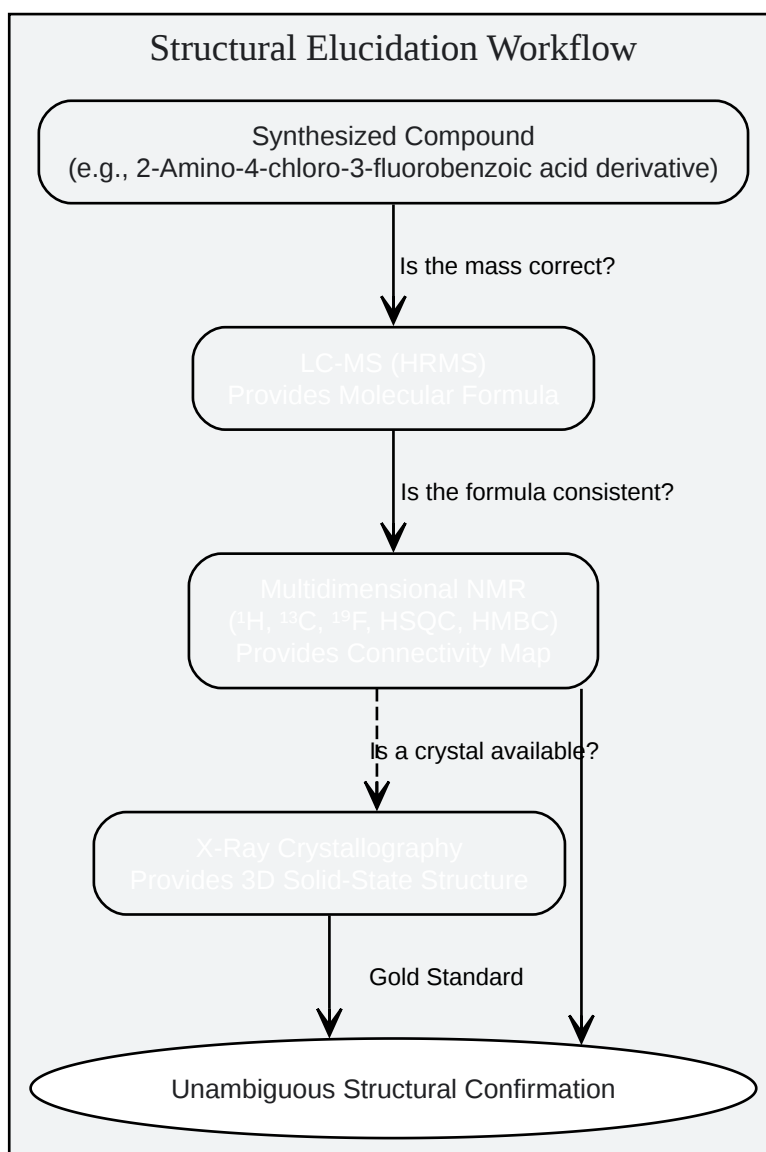 Structural Elucidation Workflow
Synthesized Compound
(e.g., 2-Amino-4-chloro-3-fluorobenzoic acid derivative)
Is the mass correct?
LC-MS (HRMS)
Provides Molecular Formula
Is the formula consistent?
Multidimensional NMR
(¹H, ¹³C, ¹⁹F, HSQC, HMBC)
Provides Connectivity Map
Is a crystal available?
X-Ray Crystallography
Provides 3D Solid-State Structure
Gold Standard
Unambiguous Structural Confirmation